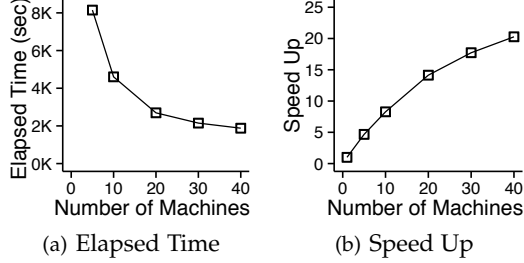 Elapsed Time (sec)
8K
6K
4K
2K
0K
0 10 20 30 40
Number of Machines
(a) Elapsed Time
Speed Up
25
20
15
10
5
0
0 10 20 30 40
Number of Machines
(b) Speed Up